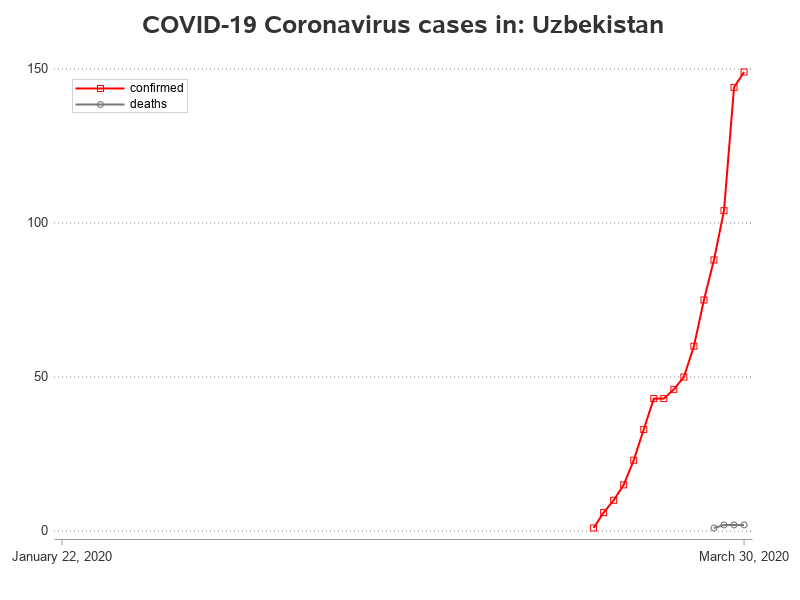 COVID-19 Coronavirus cases in: Uzbekistan
150
confirmed
deaths
100
50
0
January 22, 2020
March 30, 2020